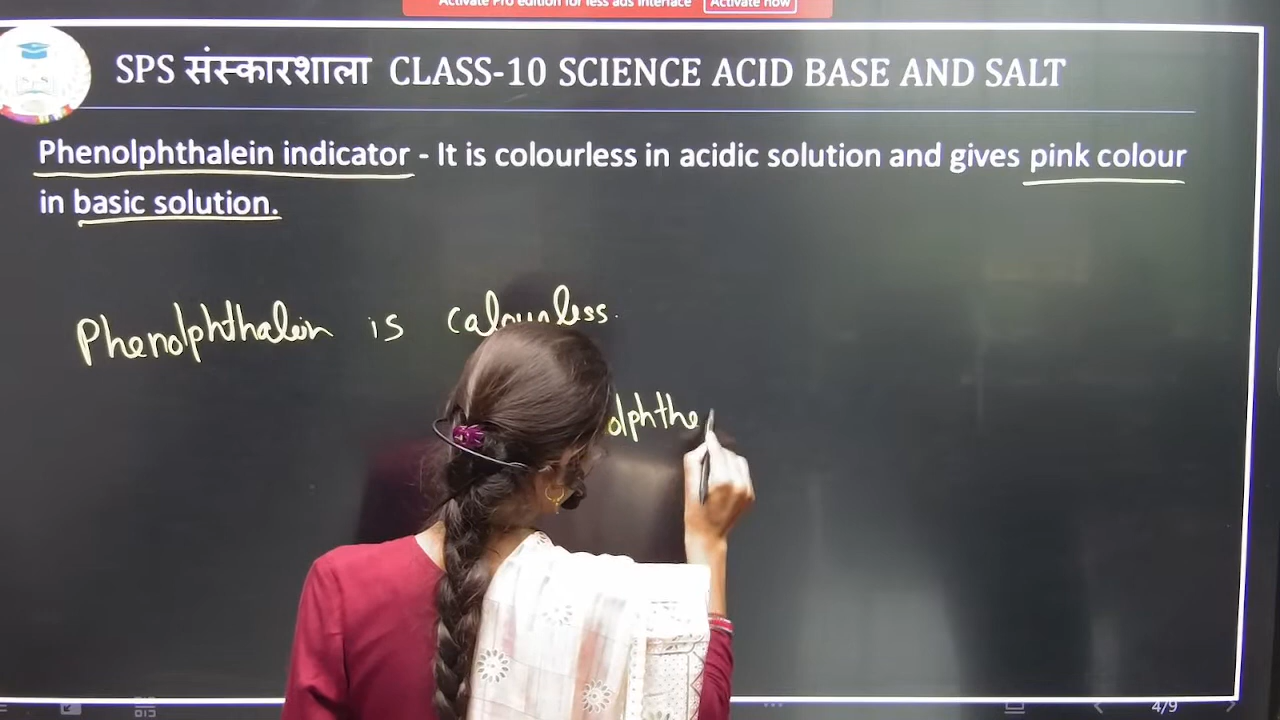 Activate Pro edition for less ads interface Activate now
SPS संस्कारशाला CLASS-10 SCIENCE ACID BASE AND SALT
Phenolphthalein indicator - It is colourless in acidic solution and gives pink colour
in basic solution.
Phenolphthalein is colourless.
olphthe
4/9